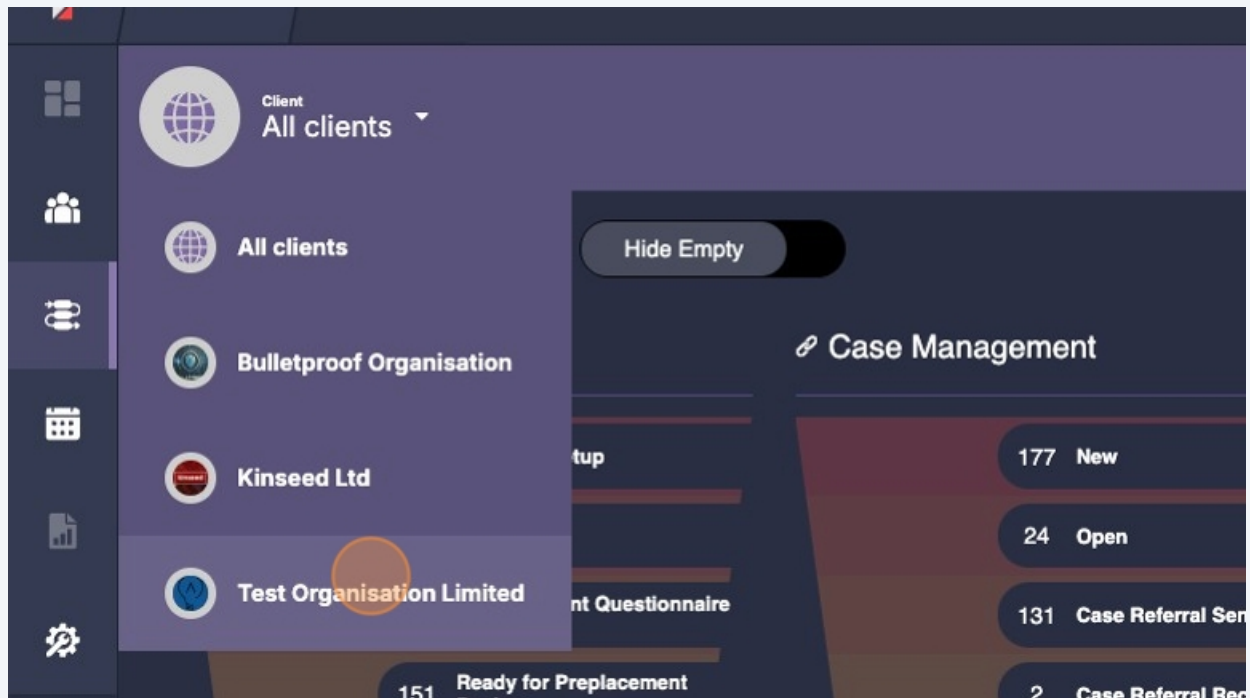 Client
All clients
All clients
Hide Empty
Bulletproof Organisation
Case Management
Kinseed Ltd
tup
177 New
24 Open
Test Organisation Limited
nt Questionnaire
131 Case Referral Sen
151 Ready for Preplacement
2 Case Referral Rec